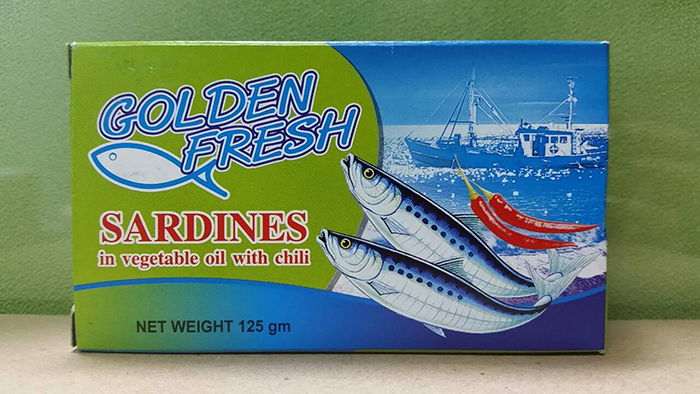 GOLDEN
FRESH
SARDINES
in vegetable oil with chili
NET WEIGHT 125 gm